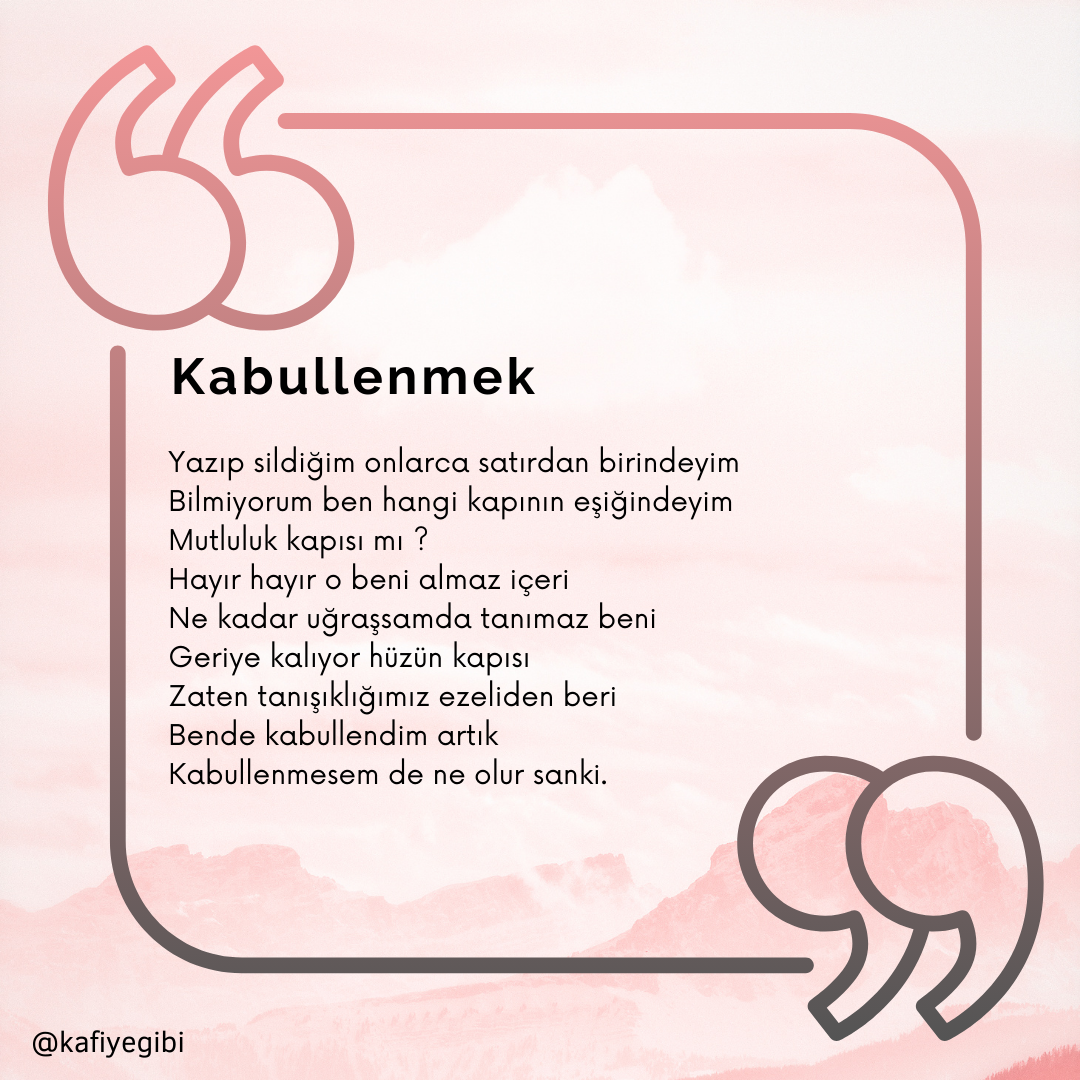 Kabullenmek
Yazıp sildiğim onlarca satırdan birindeyim
Bilmiyorum ben hangi kapının eşiğindeyim
Mutluluk kapısı mı ?
Hayır hayır o beni almaz içeri
Ne kadar uğraşsamda tanımaz beni
Geriye kalıyor hüzün kapısı
Zaten tanışıklığımız ezeliden beri
Bende kabullendim artık
Kabullenmesem de ne olur sanki.
@kafiyegibi